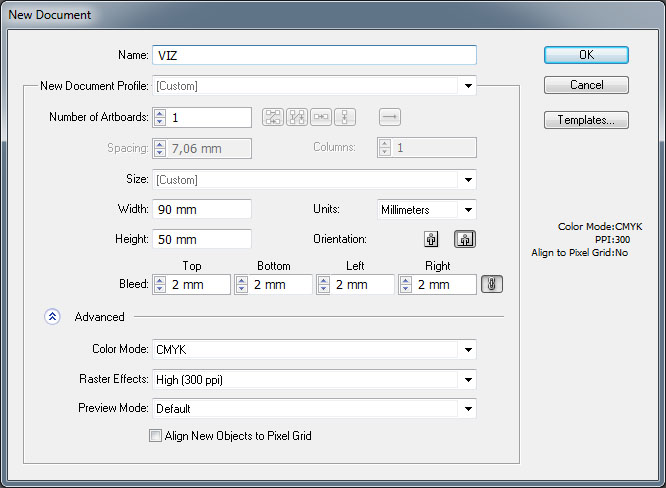 New Document
Name: VIZ
OK
New Document Profile: [Custom]
Cancel
Number of Artboards: 1
Templates...
Spacing: 7,06 mm Columns: 1
Size: [Custom]
Width: 90 mm Units: Millimeters
Color Mode:CMYK
Height: 50 mm Orientation:
PPI:300
Align to Pixel Grid:No
Top Bottom Left Right
Bleed: 2 mm 2 mm 2 mm 2 mm
Advanced
Color Mode: CMYK
Raster Effects: High (300 ppi)
Preview Mode: Default
Align New Objects to Pixel Grid